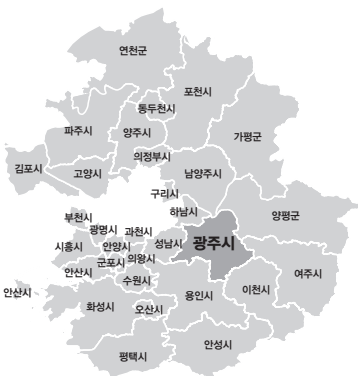 연천군
포천시
동두천시
파주시
양주시
가평군
의정부시
김포시
고양시
남양주시
구리시
하남시
부천시
양평군
광명시
과천시
시흥시
안양시
성남시
광주시
군포시
의왕시
안산시
수원시
여주시
이천시
안산시
용인시
화성시
오산시
안성시
평택시